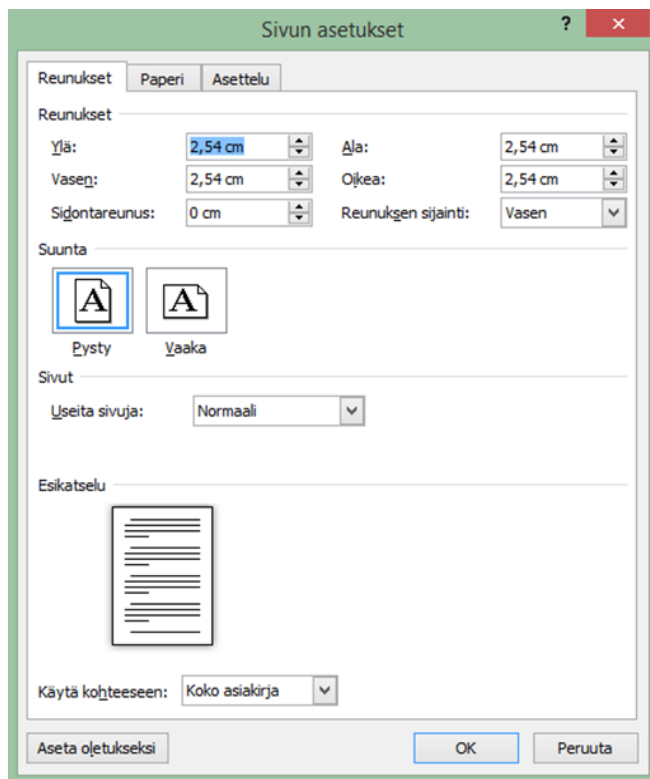 Sivun asetukset ?
Reunukset Paperi Asettelu
Reunukset
Ylä: 2,54 cm Ala: 2,54 cm
Vasen: 2,54 cm Oikea: 2,54 cm
Sidontareunus: 0 cm Reunuksen sijainti: Vasen
Suunta
A A
Pysty Vaaka
Sivut
Useita sivuja: Normaali
Esikatselu
Käytä kohteeseen: Koko asiakirja
Aseta oletukseksi OK Peruuta